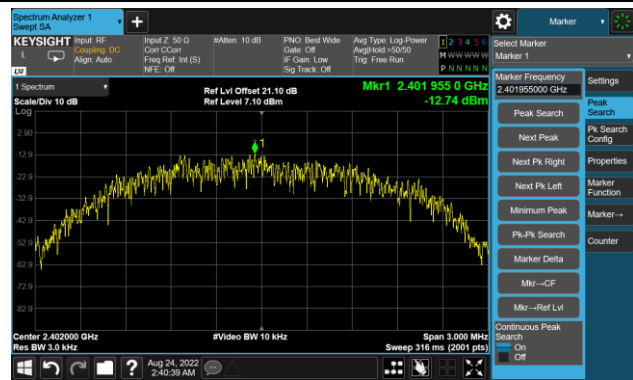 Spectrum Analyzer 1
Swept SA
Marker
KEYSIGHT
L
LXI
Input: RF
Coupling: DC
Align: Auto
Input Z: 50 Ω
Corr CCorr
Freq Ref: Int (S)
NFE: Off
#Atten: 10 dB
PNO: Best Wide
Gate: Off
IF Gain: Low
Sig Track: Off
Avg Type: Log-Power
Avg|Hold:>50/50
Trig: Free Run
1 2 3 4 5 6
M W W W W W
P N N N N N
Select Marker
Marker 1
1 Spectrum
Scale/Div 10 dB
Log
Ref Lvl Offset 21.10 dB
Ref Level 7.10 dBm
Mkr1 2.401 955 0 GHz
-12.74 dBm
-2.90
-12.9
-22.9
-32.9
-42.9
-52.9
-62.9
-72.9
-82.9
1
Center 2.402000 GHz
Res BW 3.0 kHz
#Video BW 10 kHz
Span 3.000 MHz
Sweep 316 ms (2001 pts)
Marker Frequency
2.401955000 GHz
Peak Search
Next Peak
Next Pk Right
Next Pk Left
Minimum Peak
Pk-Pk Search
Marker Delta
Mkr→CF
Mkr→Ref Lvl
Continuous Peak
Search
On
Off
Settings
Peak
Search
Pk Search
Config
Properties
Marker
Function
Marker→
Counter
?
Aug 24, 2022
2:40:39 AM